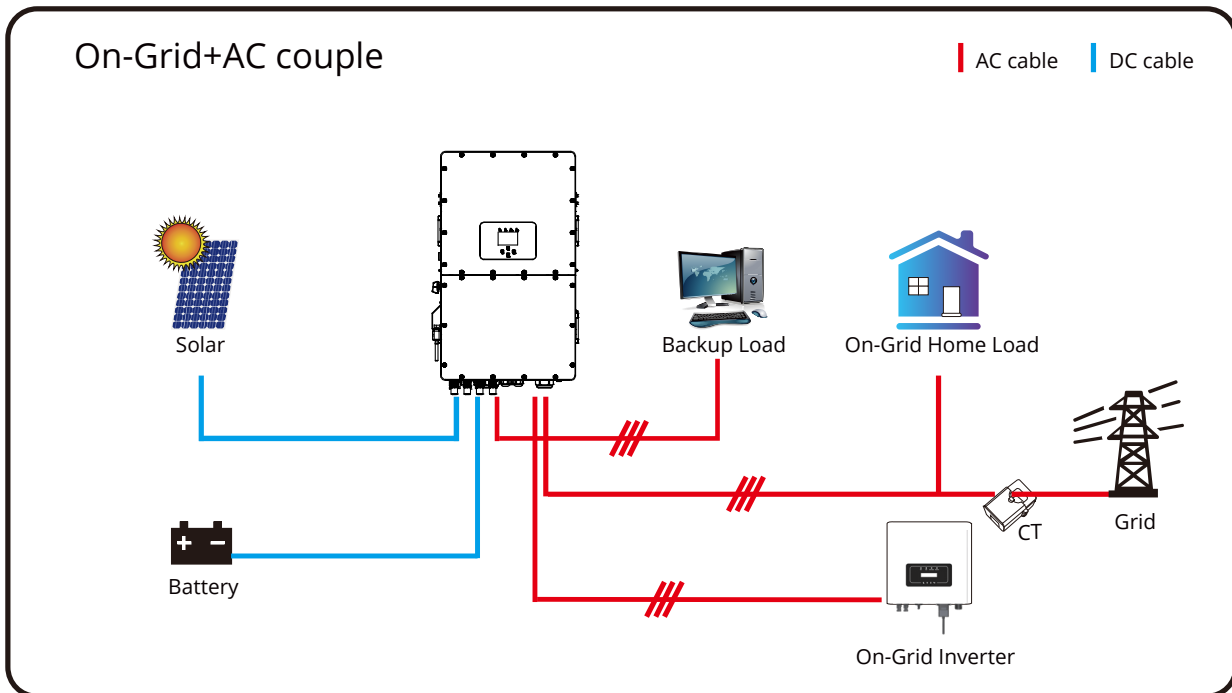 On-Grid+AC couple
AC cable
DC cable
Solar
Backup Load
On-Grid Home Load
Grid
CT
Battery
On-Grid Inverter